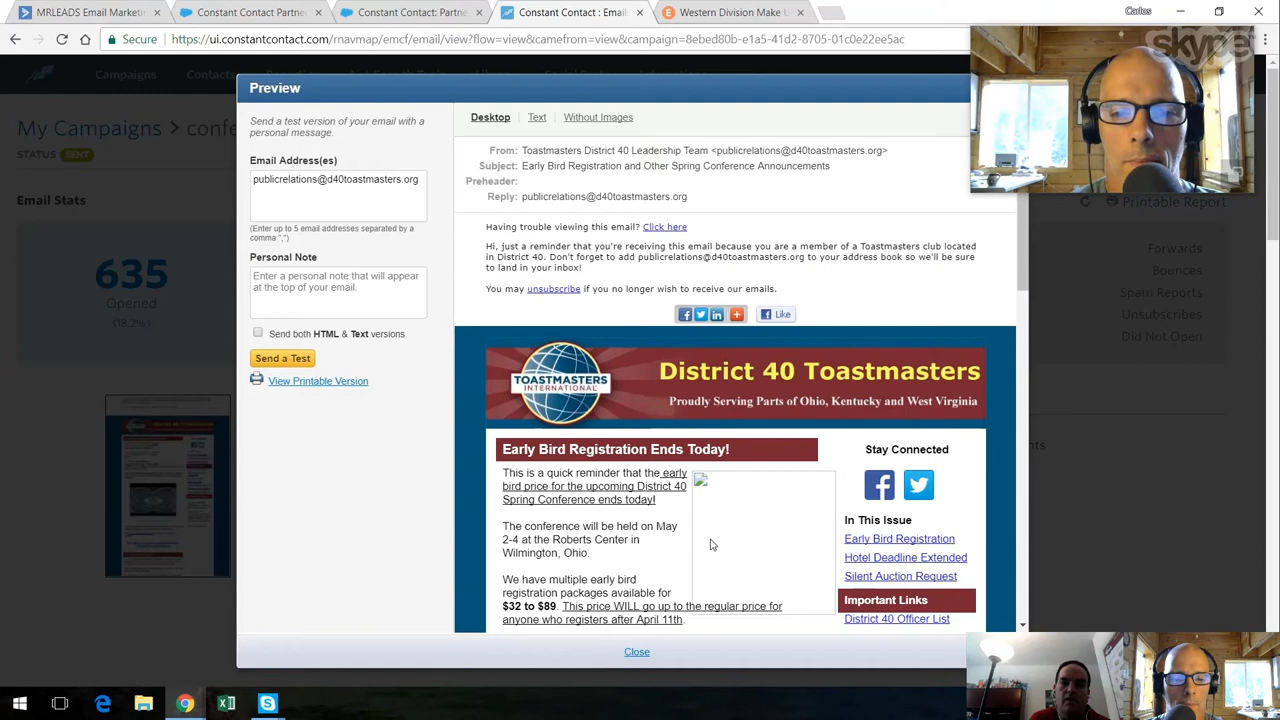 MRLEADS Email Marketin
Constant Contact Partne
Constant Contact: Partne
Constant Contact : Emails
Western Division Make U
Carlos
Secure
https://ui.constantcontact.com/rnavmap/emcf/email/view?flow=view&camefrom=view&campaign=8ebed80b-e1a5-41d2-8705-01c0e22ee5ac
skype
Campaigns
Contacts
My Campaigns > confe
STATUS SENT
Email Stats
635
Opened
(18.2%)
Printable Report
Forwards
Bounces
Spam Reports
Unsubscribes
Did Not Open
Preview
Send a test version of your email with a
personal message.
Email Address(es)
publicrelations@d40toastmasters.org
(Enter up to 5 email addresses separated by a
comma ",")
Personal Note
Enter a personal note that will appear
at the top of your email.
Send both HTML & Text versions
Send a Test
View Printable Version
Desktop
Text
Without Images
From: Toastmasters District 40 Leadership Team <publicrelations@d40toastmasters.org>
Subject: Early Bird Registration and Other Spring Conference Announcements
Preheader:
Reply: publicrelations@d40toastmasters.org
Having trouble viewing this email? Click here
Hi, just a reminder that you're receiving this email because you are a member of a Toastmasters club located
in District 40. Don't forget to add publicrelations@d40toastmasters.org to your address book so we'll be sure
to land in your inbox!
You may unsubscribe if you no longer wish to receive our emails.
Like
TOASTMASTERS
INTERNATIONAL
District 40 Toastmasters
Proudly Serving Parts of Ohio, Kentucky and West Virginia
Early Bird Registration Ends Today!
This is a quick reminder that the early
bird price for the upcoming District 40
Spring Conference ends today!
The conference will be held on May
2-4 at the Roberts Center in
Wilmington, Ohio.
We have multiple early bird
registration packages available for
$32 to $89. This price WILL go up to the regular price for
anyone who registers after April 11th.
Stay Connected
In This Issue
Early Bird Registration
Hotel Deadline Extended
Silent Auction Request
Important Links
District 40 Officer List
Close